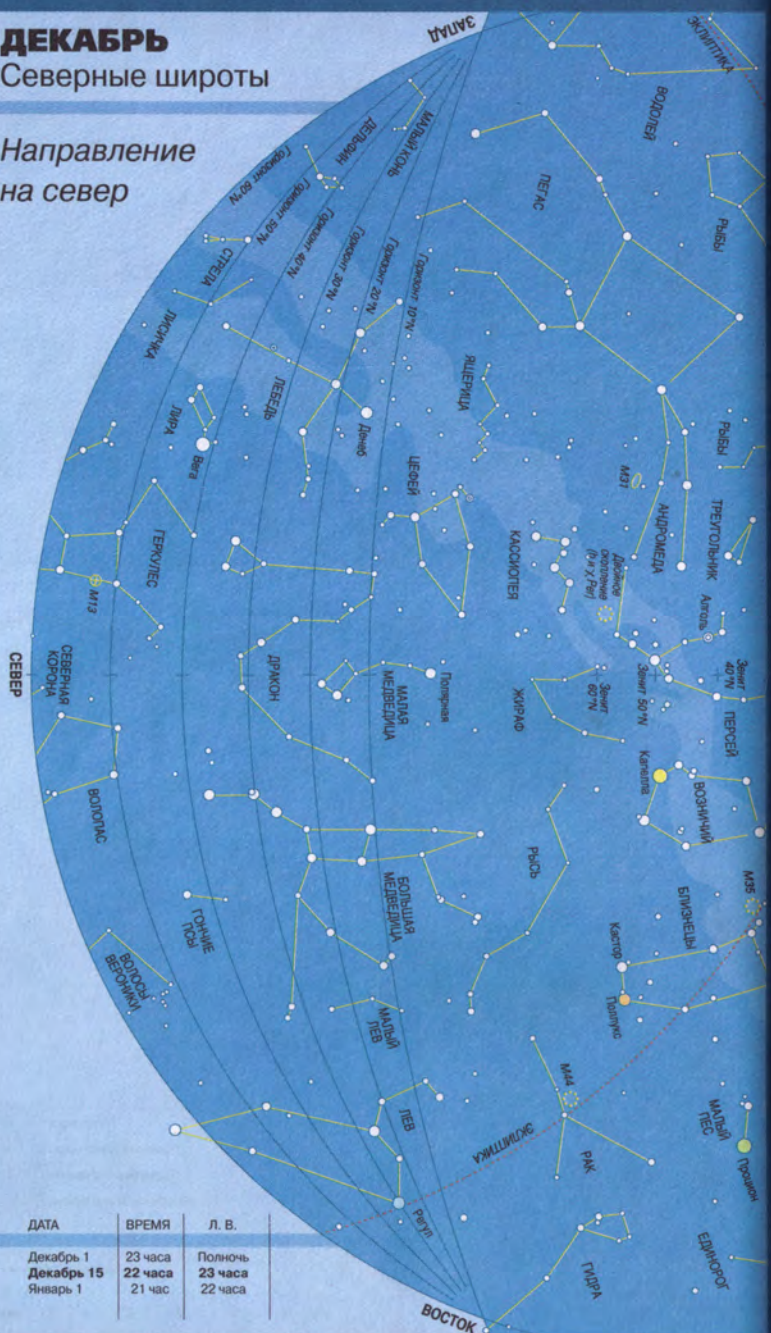 ДЕКАБРЬ
Северные широты
Направление
на север
ЗАПАД
ЭКЛИПТИКА
ВОДОЛЕЙ
РЫБЫ
ПЕГАС
МАЛЫЙ КОНЬ
ДЕЛЬФИН
Горизонт 60°N
Горизонт 50°N
Горизонт 40°N
Горизонт 30°N
Горизонт 20°N
Горизонт 10°N
СТРЕЛА
ЛИСИЧКА
ЛЕБЕДЬ
ЯЩЕРИЦА
РЫБЫ
ЛИРА
Вега
Денеб
ЦЕФЕЙ
M31
АНДРОМЕДА
ТРЕУГОЛЬНИК
КАССИОПЕЯ
Двойное
скопление
(h и χ Per)
Алголь
ГЕРКУЛЕС
M13
СЕВЕР
СЕВЕРНАЯ
КОРОНА
ДРАКОН
МАЛАЯ
МЕДВЕДИЦА
Полярная
ЖИРАФ
Зенит
60°N
Зенит 50°N
Зенит
40°N
ПЕРСЕЙ
Капелла
ВОЗНИЧИЙ
ВОЛОПАС
ГОНЧИЕ
ПСЫ
ВОЛОСЫ
ВЕРОНИКИ
БОЛЬШАЯ
МЕДВЕДИЦА
РЫСЬ
M35
БЛИЗНЕЦЫ
Кастор
Поллукс
МАЛЫЙ
ЛЕВ
ЛЕВ
Регул
M44
ЭКЛИПТИКА
РАК
МАЛЫЙ
ПЕС
Процион
ГИДРА
ЕДИНОРОГ
ВОСТОК
ДАТА ВРЕМЯ Л. В.
Декабрь 1 23 часа Полночь
Декабрь 15 22 часа 23 часа
Январь 1 21 час 22 часа